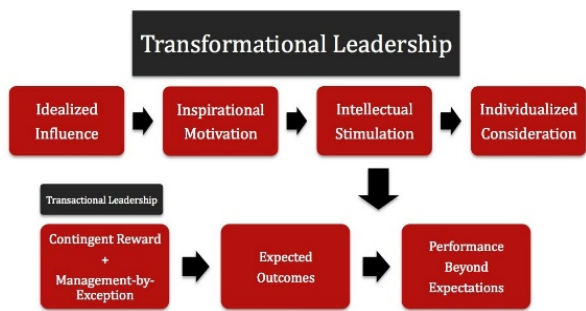 Transformational Leadership
Idealized
Influence
Inspirational
Motivation
Intellectual
Stimulation
Individualized
Consideration
Transactional Leadership
Contingent Reward
+
Management-by-
Exception
Expected
Outcomes
Performance
Beyond
Expectations